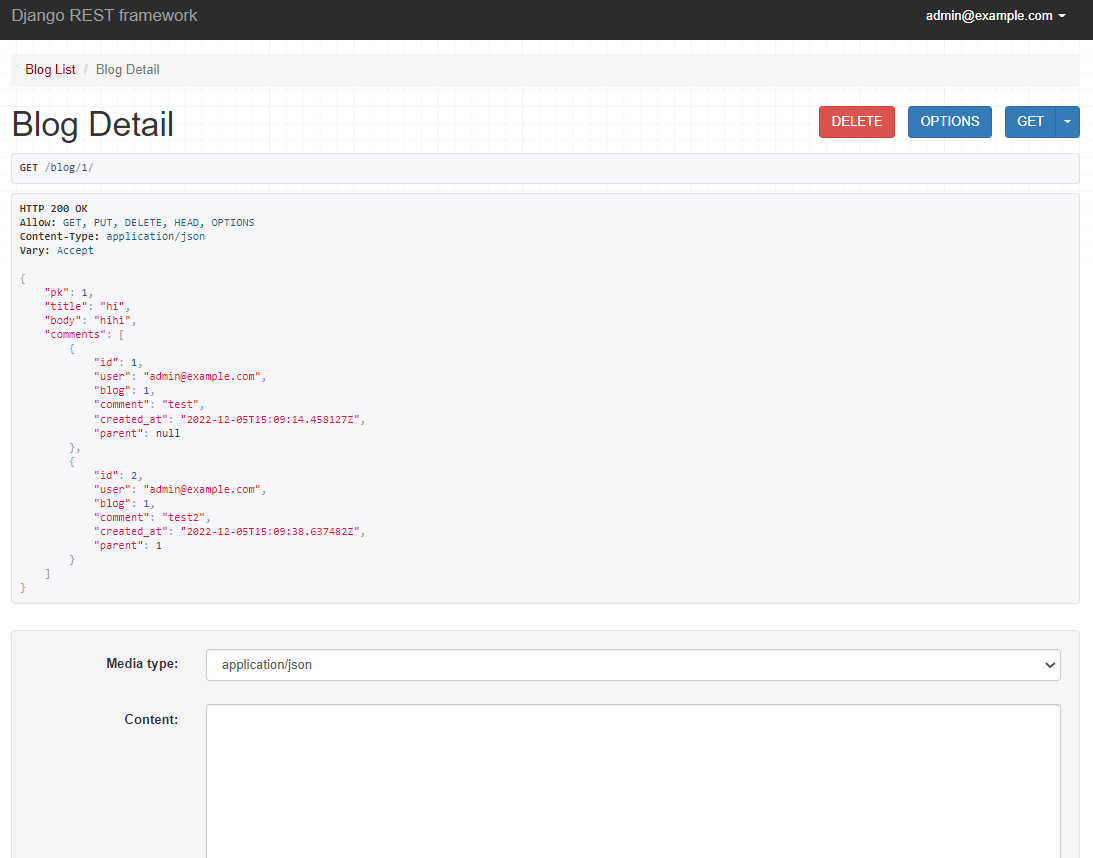 Django REST framework
admin@example.com
Blog List / Blog Detail
Blog Detail
DELETE
OPTIONS
GET
GET /blog/1/
HTTP 200 OK
Allow: GET, PUT, DELETE, HEAD, OPTIONS
Content-Type: application/json
Vary: Accept
{
    "pk": 1,
    "title": "hi",
    "body": "hihi",
    "comments": [
        {
            "id": 1,
            "user": "admin@example.com",
            "blog": 1,
            "comment": "test",
            "created_at": "2022-12-05T15:09:14.458127Z",
            "parent": null
        },
        {
            "id": 2,
            "user": "admin@example.com",
            "blog": 1,
            "comment": "test2",
            "created_at": "2022-12-05T15:09:38.637482Z",
            "parent": 1
        }
    ]
}
Media type:
application/json
Content: